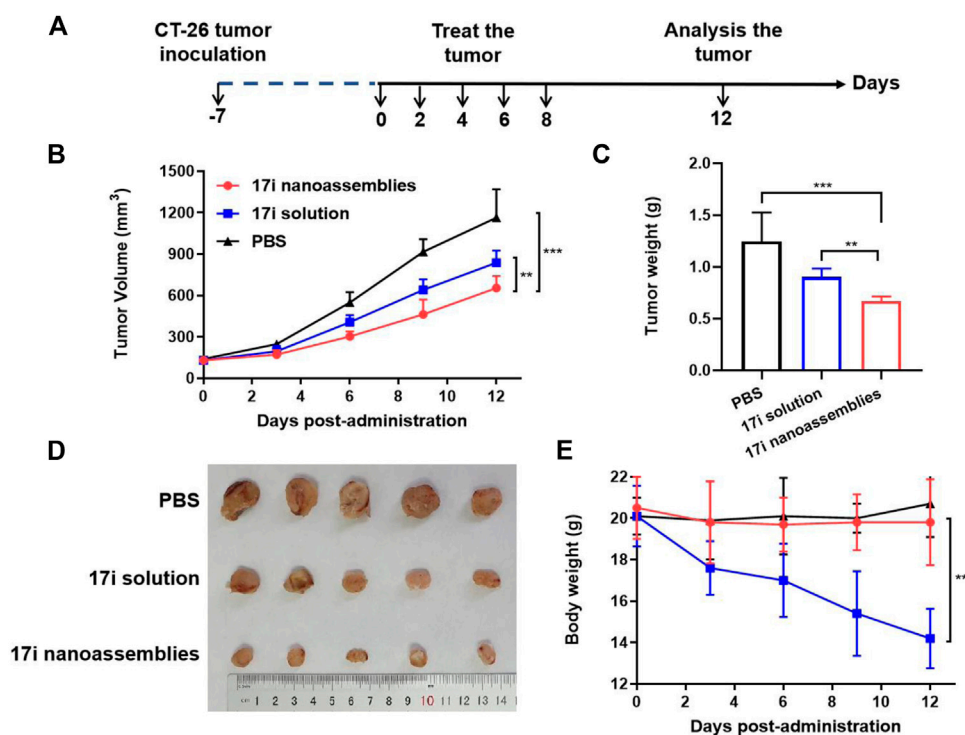 A
CT-26 tumor
inoculation
Treat the
tumor
Analysis the
tumor
Days
-7
0
2
4
6
8
12
B
Tumor Volume (mm³)
1500
1200
900
600
300
0
17i nanoassemblies
17i solution
PBS
**
***
0 2 4 6 8 10 12
Days post-administration
C
Tumor weight (g)
2.0
1.5
1.0
0.5
0.0
***
**
PBS
17i solution
17i nanoassemblies
D
PBS
17i solution
17i nanoassemblies
1 2 3 4 5 6 7 8 9 10 11 12 13 14
E
Body weight (g)
22
20
18
16
14
12
**
0 2 4 6 8 10 12
Days post-administration